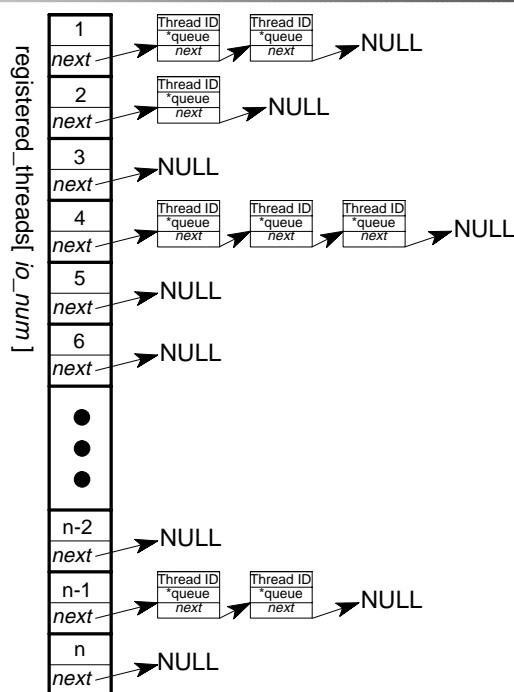 registered_threads[ io_num ]
1
next
Thread ID
*queue
next
Thread ID
*queue
next
NULL
2
next
Thread ID
*queue
next
NULL
3
next
NULL
4
next
Thread ID
*queue
next
Thread ID
*queue
next
Thread ID
*queue
next
NULL
5
next
NULL
6
next
NULL
n-2
next
NULL
n-1
next
Thread ID
*queue
next
Thread ID
*queue
next
NULL
n
next
NULL